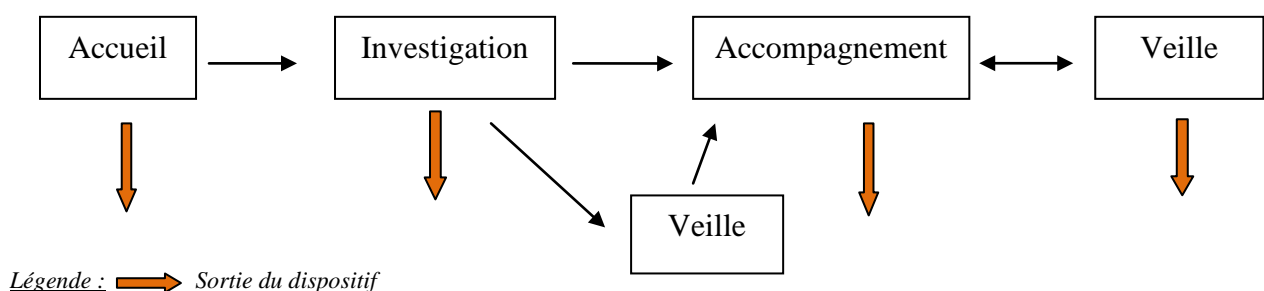 Accueil
Investigation
Accompagnement
Veille
Veille
Légende : Sortie du dispositif